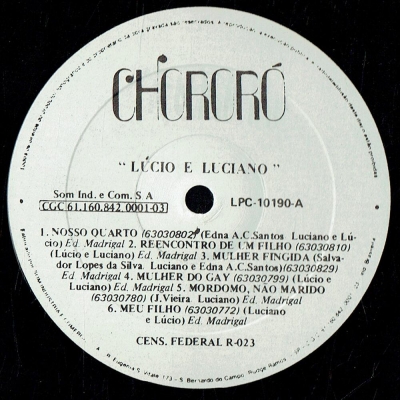 CHORORÓ
" LÚCIO E LUCIANO "
Som Ind. e Com. S A
CGC 61.160.842 0001-03
LPC-10190-A
1. NOSSO QUARTO (63030802) (Edna A.C.Santos Luciano e Lú-
cio) Ed. Madrigal 2. REENCONTRO DE UM FILHO (63030810)
(Lúcio e Luciano) Ed. Madrigal 3. MULHER FINGIDA (Salva-
dor Lopes da Silva Luciano e Edna A.C.Santos) (63030829)
Ed. Madrigal 4. MULHER DO GAY (63030799) (Lúcio e
Luciano) Ed. Madrigal 5. MORDOMO, NÃO MARIDO
(63030780) (J.Vieira Luciano) Ed. Madrigal
6. MEU FILHO (63030772) (Luciano
e Lúcio) Ed. Madrigal
CENS. FEDERAL R-023